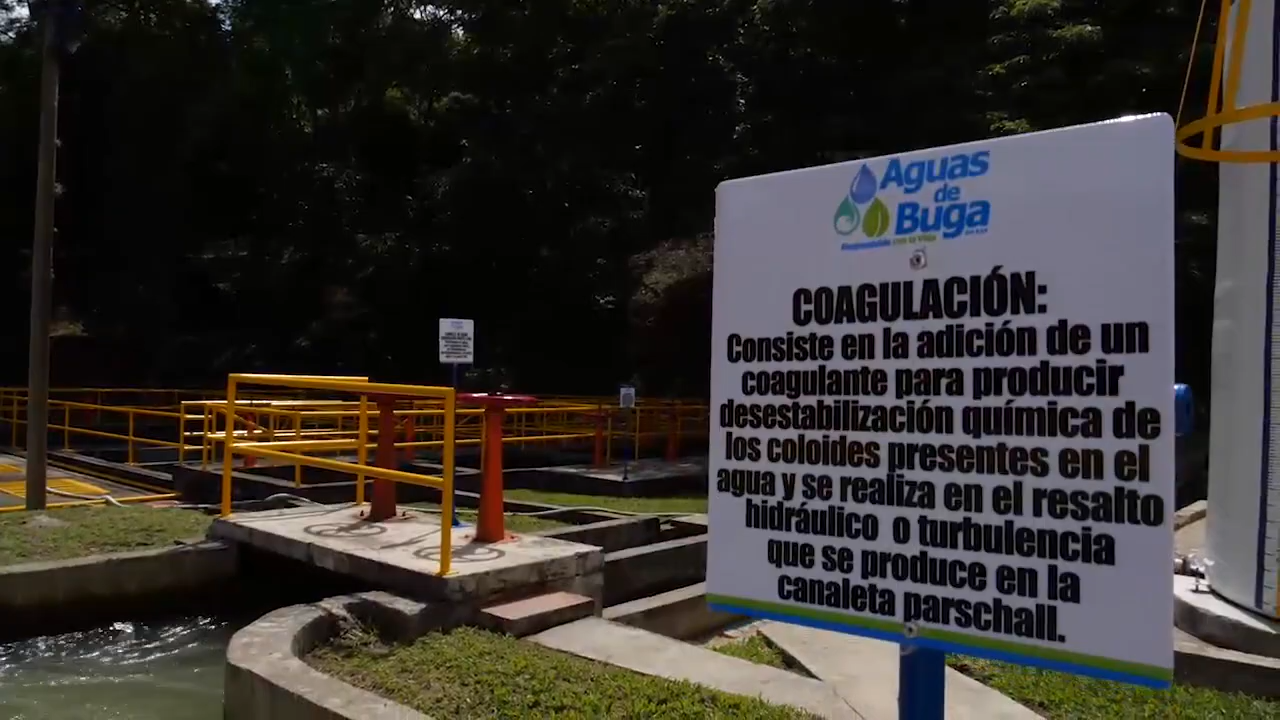 Aguas
de
Buga
COAGULACIÓN:
Consiste en la adición de un
coagulante para producir
desestabilización química de
los coloides presentes en el
agua y se realiza en el resalto
hidráulico o turbulencia
que se produce en la
canaleta parschall.